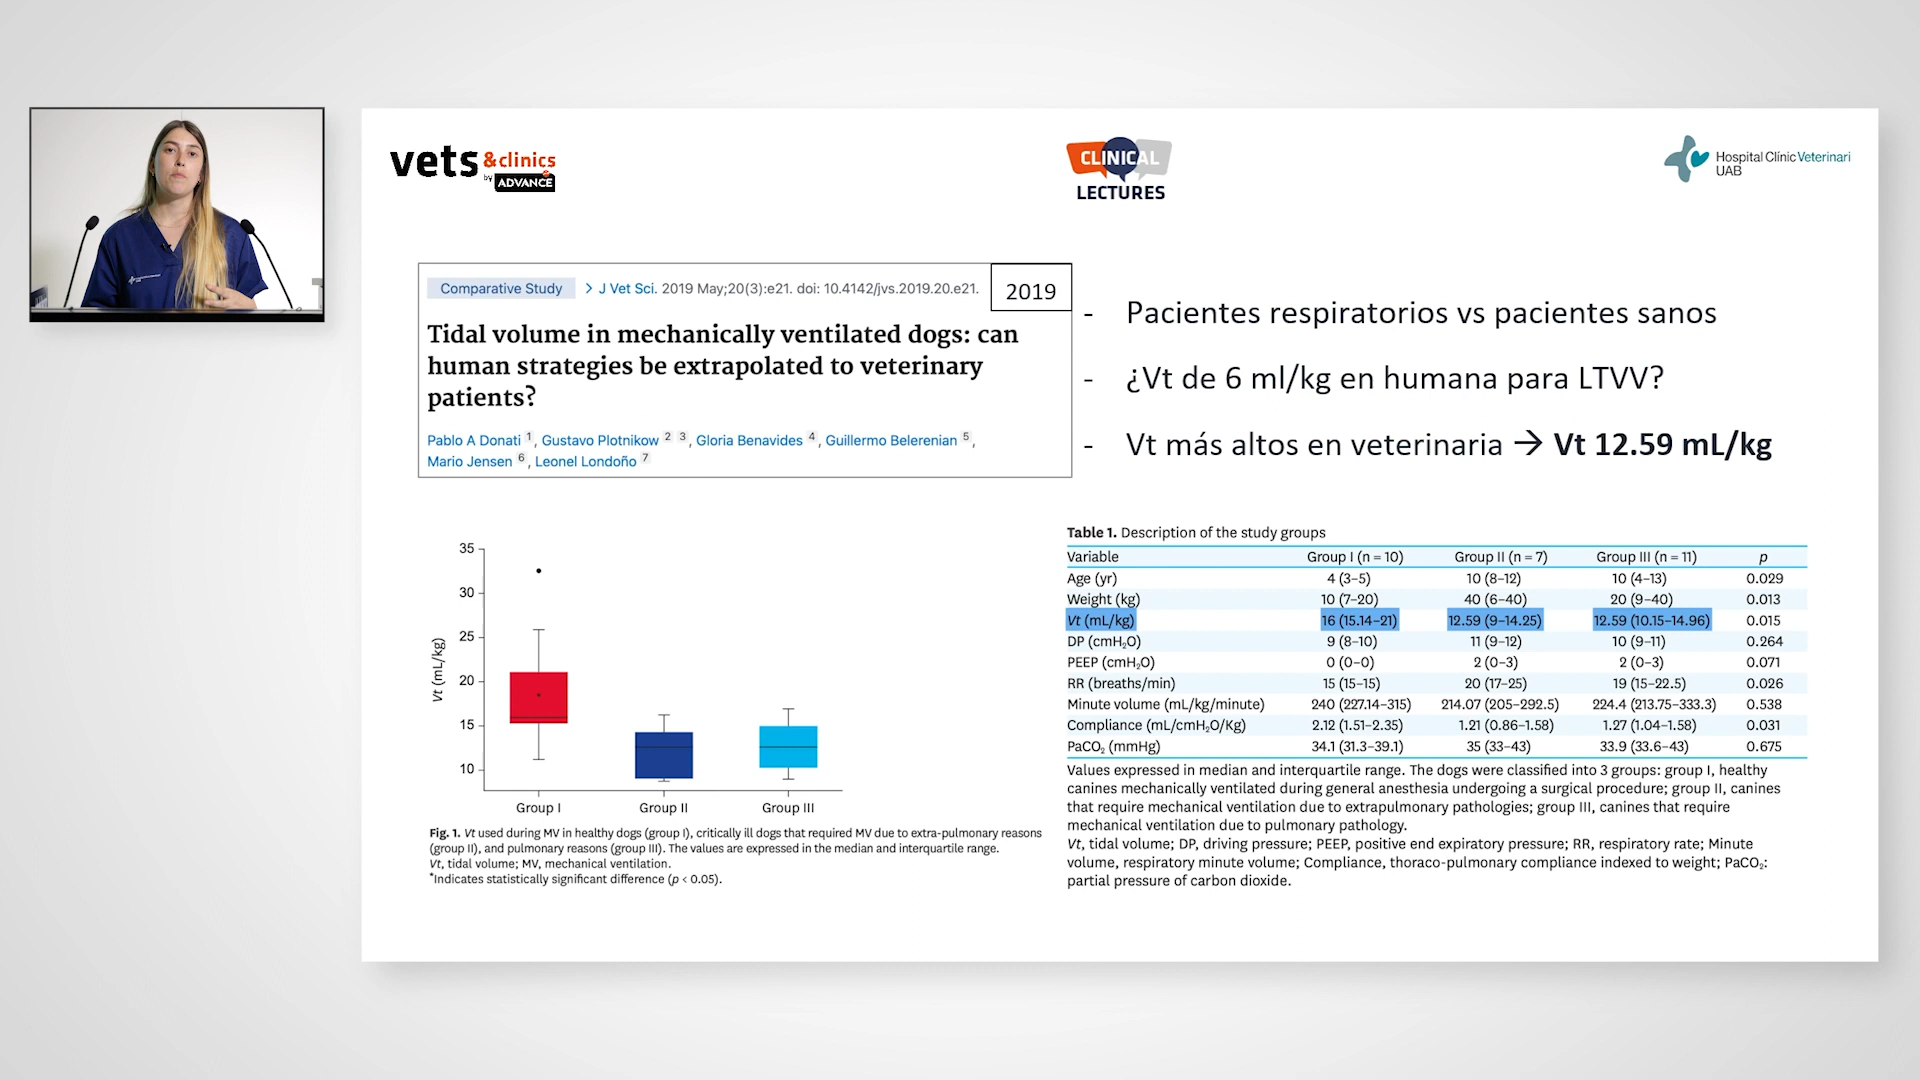 vets &clinics
by ADVANCE
CLINICAL
LECTURES
Hospital Clínic Veterinari
UAB
Comparative Study > J Vet Sci. 2019 May;20(3):e21. doi: 10.4142/jvs.2019.20.e21.
2019
Tidal volume in mechanically ventilated dogs: can
human strategies be extrapolated to veterinary
patients?
Pablo A Donati 1, Gustavo Plotnikow 2 3, Gloria Benavides 4, Guillermo Belerenian 5,
Mario Jensen 6, Leonel Londoño 7
- Pacientes respiratorios vs pacientes sanos
- ¿Vt de 6 ml/kg en humana para LTVV?
- Vt más altos en veterinaria → Vt 12.59 mL/kg
35
30
25
20
15
10
Vt (mL/kg)
Group I Group II Group III
Fig. 1. Vt used during MV in healthy dogs (group I), critically ill dogs that required MV due to extra-pulmonary reasons
(group II), and pulmonary reasons (group III). The values are expressed in the median and interquartile range.
Vt, tidal volume; MV, mechanical ventilation.
*Indicates statistically significant difference (p < 0.05).
Table 1. Description of the study groups
Variable Group I (n = 10) Group II (n = 7) Group III (n = 11) p
Age (yr) 4 (3–5) 10 (8–12) 10 (4–13) 0.029
Weight (kg) 10 (7–20) 40 (6–40) 20 (9–40) 0.013
Vt (mL/kg) 16 (15.14–21) 12.59 (9–14.25) 12.59 (10.15–14.96) 0.015
DP (cmH₂O) 9 (8–10) 11 (9–12) 10 (9–11) 0.264
PEEP (cmH₂O) 0 (0–0) 2 (0–3) 2 (0–3) 0.071
RR (breaths/min) 15 (15–15) 20 (17–25) 19 (15–22.5) 0.026
Minute volume (mL/kg/minute) 240 (227.14–315) 214.07 (205–292.5) 224.4 (213.75–333.3) 0.538
Compliance (mL/cmH₂O/Kg) 2.12 (1.51–2.35) 1.21 (0.86–1.58) 1.27 (1.04–1.58) 0.031
PaCO₂ (mmHg) 34.1 (31.3–39.1) 35 (33–43) 33.9 (33.6–43) 0.675
Values expressed in median and interquartile range. The dogs were classified into 3 groups: group I, healthy
canines mechanically ventilated during general anesthesia undergoing a surgical procedure; group II, canines
that require mechanical ventilation due to extrapulmonary pathologies; group III, canines that require
mechanical ventilation due to pulmonary pathology.
Vt, tidal volume; DP, driving pressure; PEEP, positive end expiratory pressure; RR, respiratory rate; Minute
volume, respiratory minute volume; Compliance, thoraco-pulmonary compliance indexed to weight; PaCO₂:
partial pressure of carbon dioxide.